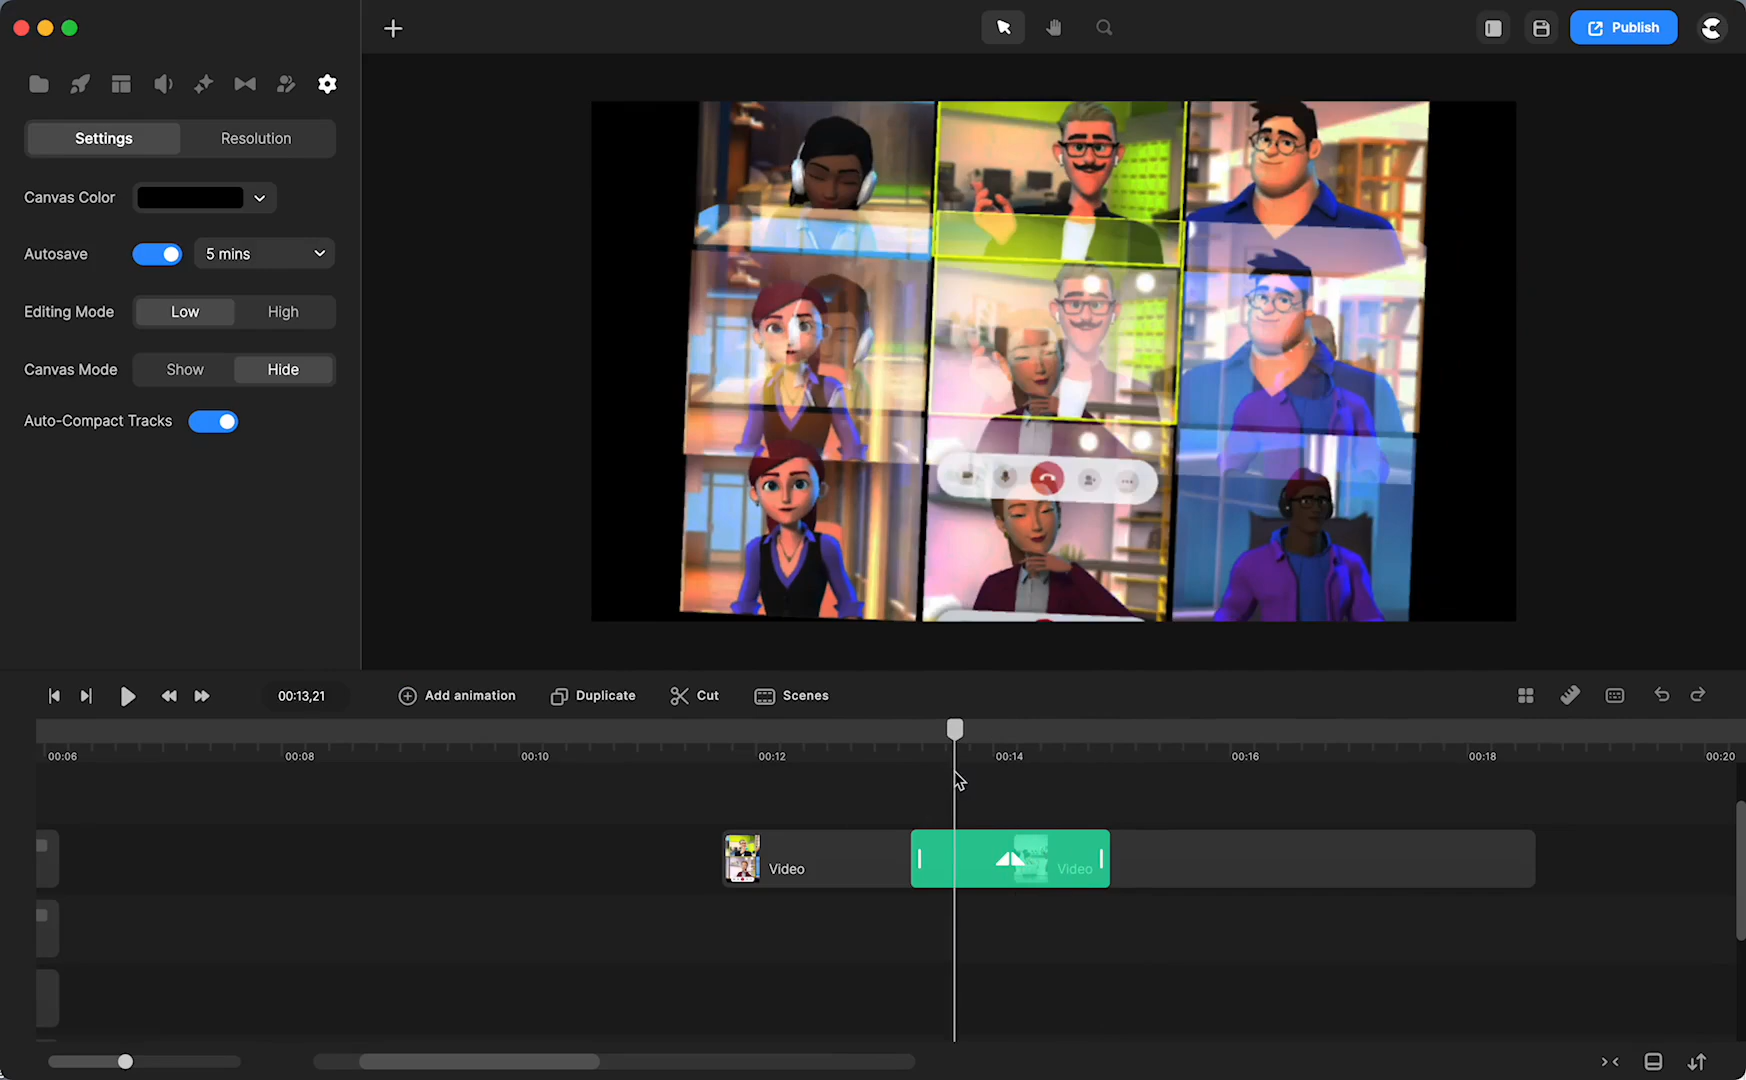 Publish
Settings
Resolution
Canvas Color
Autosave
5 mins
Editing Mode
Low
High
Canvas Mode
Show
Hide
Auto-Compact Tracks
00:13,21
Add animation
Duplicate
Cut
Scenes
00:06
00:08
00:10
00:12
00:14
00:16
00:18
00:20
Video
Video